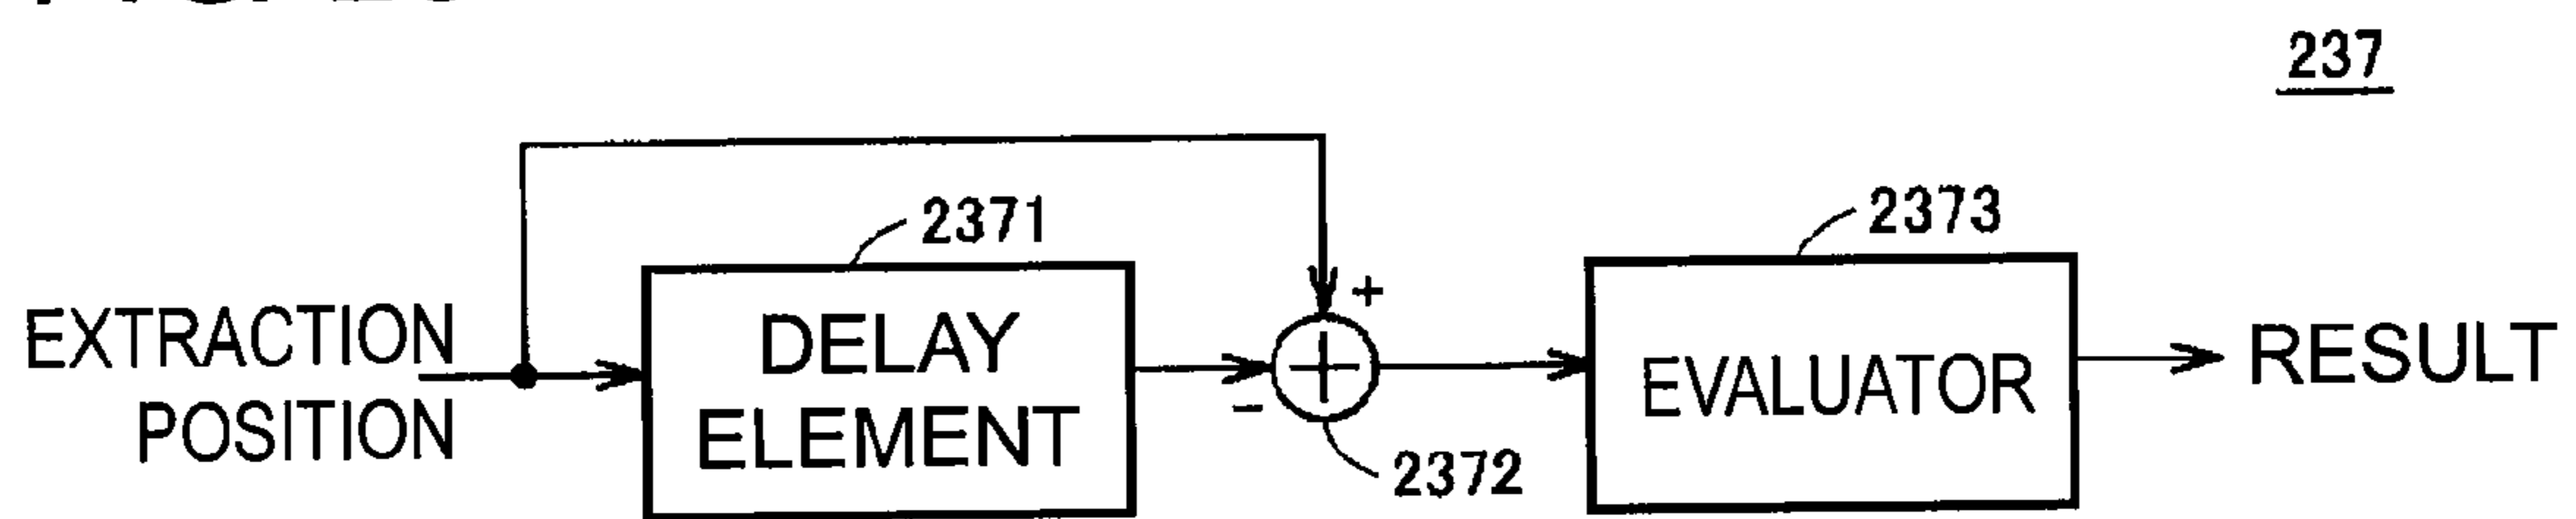 237
2371
2373
EXTRACTION
POSITION
DELAY
ELEMENT
+
-
2372
EVALUATOR
RESULT